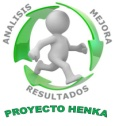 ANALISIS
MEJORA
RESULTADOS
PROYECTO HENKA